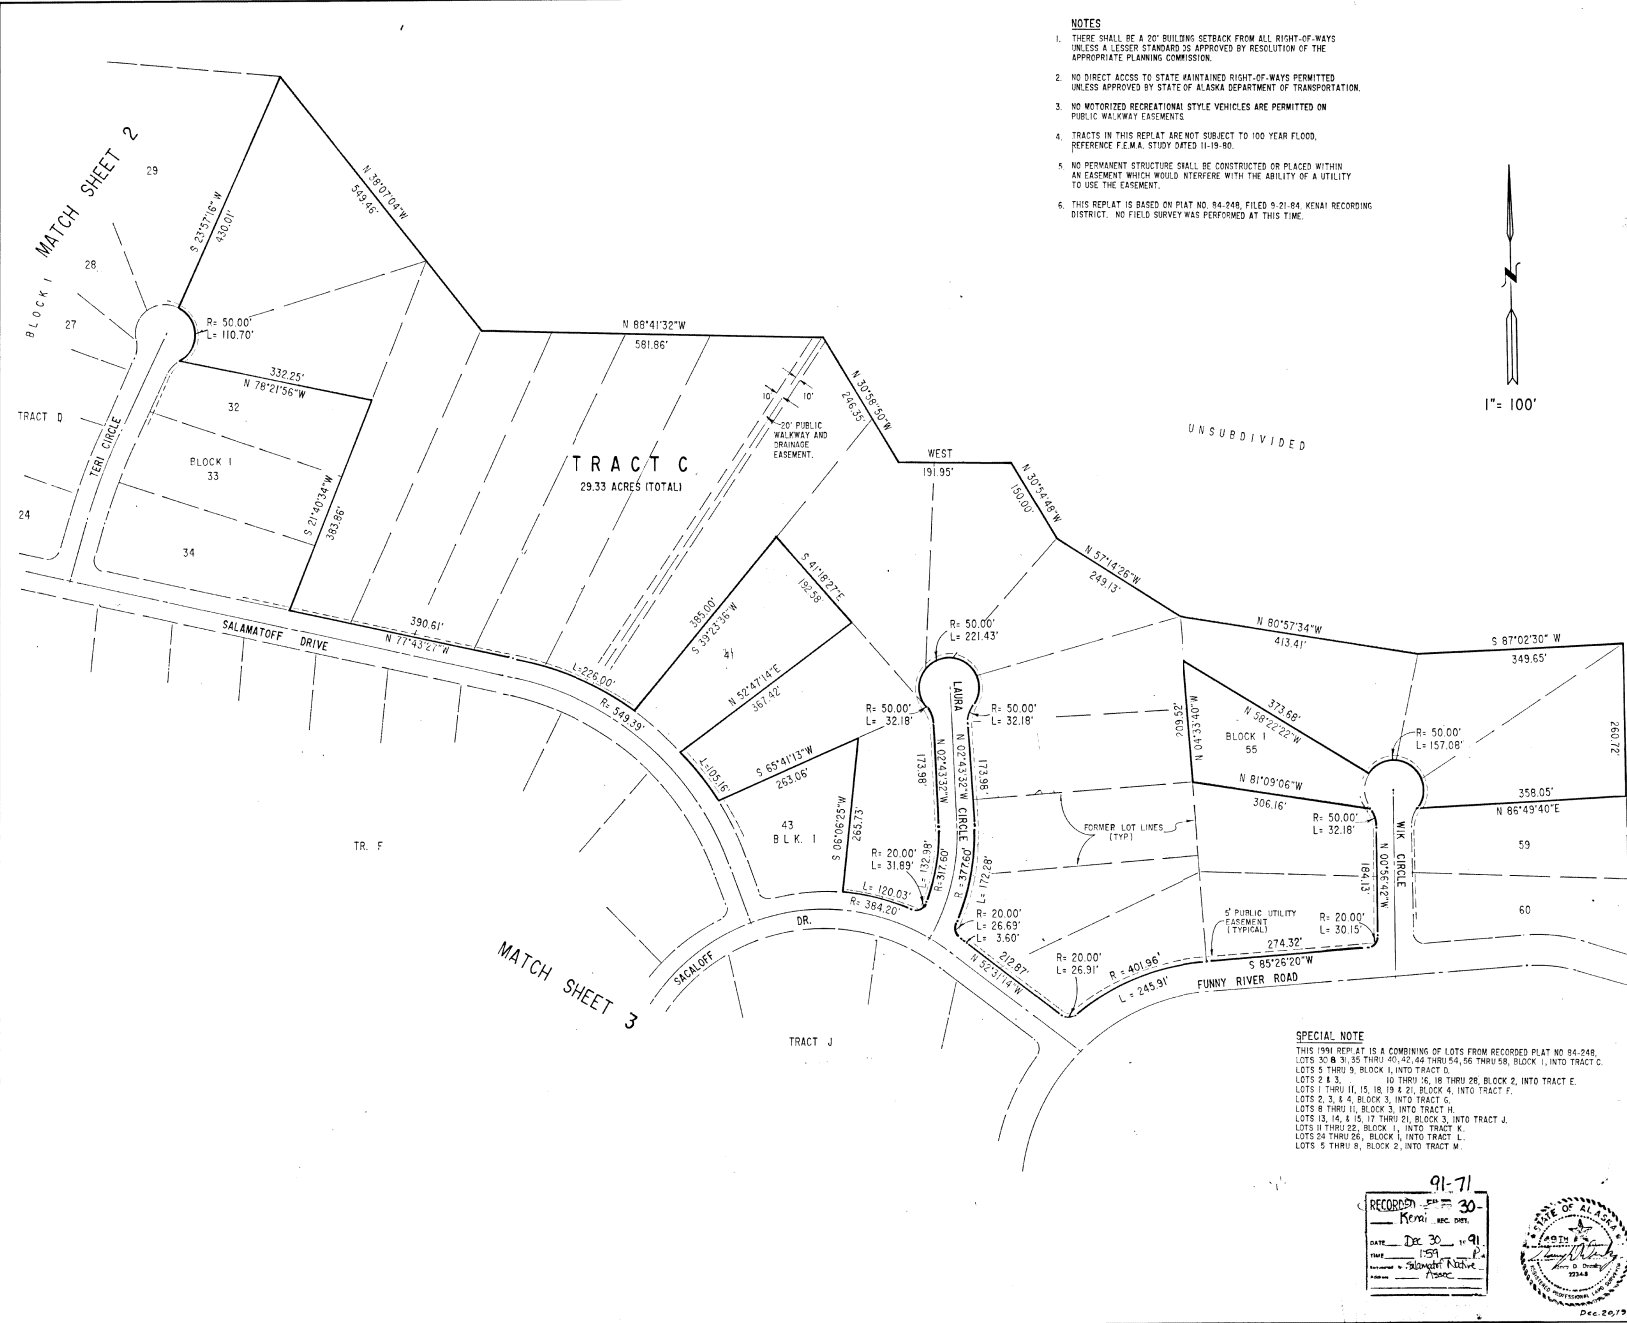 NOTES
1. THERE SHALL BE A 20' BUILDING SETBACK FROM ALL RIGHT-OF-WAYS
UNLESS A LESSER STANDARD IS APPROVED BY RESOLUTION OF THE
APPROPRIATE PLANNING COMMISSION.
2. NO DIRECT ACCSS TO STATE MAINTAINED RIGHT-OF-WAYS PERMITTED
UNLESS APPROVED BY STATE OF ALASKA DEPARTMENT OF TRANSPORTATION.
3. NO MOTORIZED RECREATIONAL STYLE VEHICLES ARE PERMITTED ON
PUBLIC WALKWAY EASEMENTS.
4. TRACTS IN THIS REPLAT ARE NOT SUBJECT TO 100 YEAR FLOOD,
REFERENCE F.E.M.A. STUDY DATED 11-19-80.
5. NO PERMANENT STRUCTURE SHALL BE CONSTRUCTED OR PLACED WITHIN
AN EASEMENT WHICH WOULD INTERFERE WITH THE ABILITY OF A UTILITY
TO USE THE EASEMENT.
6. THIS REPLAT IS BASED ON PLAT NO. 84-248, FILED 9-21-84, KENAI RECORDING
DISTRICT. NO FIELD SURVEY WAS PERFORMED AT THIS TIME.
N
1"= 100'
UNSUBDIVIDED
MATCH SHEET 2
BLOCK 1
29
28
27
TRACT D
24
S 23°57'16" W
430.01'
N 38°07'04"W
549.46'
R= 50.00'
L= 110.70'
332.25'
N 78°21'56"W
32
BLOCK 1
33
34
TERI CIRCLE
S 21°40'34"W
383.86'
N 88°41'32"W
581.86'
TRACT C
29.33 ACRES (TOTAL)
10'
10'
20' PUBLIC
WALKWAY AND
DRAINAGE
EASEMENT.
N 30°58'50"W
246.35'
WEST
191.95'
N 30°54'48"W
150.00'
N 57°14'26"W
249.13'
N 80°57'34"W
413.41'
S 87°02'30" W
349.65'
260.72'
358.05'
N 86°49'40"E
SALAMATOFF DRIVE
390.61'
N 77°43'27"W
L=226.00'
R= 549.39'
385.00'
S 39°23'36"W
41
S 41°18'27"E
192.58'
N 52°47'14"E
367.42'
L=105.16'
S 65°41'13"W
263.06'
43
BLK. 1
S 06°06'25"W
265.73'
R= 50.00'
L= 221.43'
LAURA
CIRCLE
R= 50.00'
L= 32.18'
R= 50.00'
L= 32.18'
173.98'
N 02°43'32"W
N 02°43'32"W
173.98'
R= 20.00'
L= 31.89'
L= 120.03'
R= 384.20'
L= 132.98'
R=317.60'
R = 377.60'
L= 172.28'
R= 20.00'
L= 26.69'
L= 3.60'
212.87'
N 52°31'14"W
R= 20.00'
L= 26.91'
R = 401.96'
L = 245.91'
FORMER LOT LINES
(TYP.)
209.52'
N 04°33'40"W
373.68'
N 58°22'22"W
BLOCK 1
55
N 81°09'06"W
306.16'
R= 50.00'
L= 157.08'
R= 50.00'
L= 32.18'
WIK CIRCLE
184.13'
N 00°56'42"W
59
60
5' PUBLIC UTILITY
EASEMENT
(TYPICAL)
R= 20.00'
L= 30.15'
274.32'
S 85°26'20"W
FUNNY RIVER ROAD
TR. F
MATCH SHEET 3
SACALOFF
DR.
TRACT J
SPECIAL NOTE
THIS 1991 REPLAT IS A COMBINING OF LOTS FROM RECORDED PLAT NO 84-248,
LOTS 30 & 31, 35 THRU 40, 42, 44 THRU 54, 56 THRU 58, BLOCK 1, INTO TRACT C.
LOTS 5 THRU 9, BLOCK 1, INTO TRACT D.
LOTS 2 & 3, 10 THRU 16, 18 THRU 28, BLOCK 2, INTO TRACT E.
LOTS 1 THRU 11, 15, 18, 19 & 21, BLOCK 4, INTO TRACT F.
LOTS 2, 3, & 4, BLOCK 3, INTO TRACT G.
LOTS 8 THRU 11, BLOCK 3, INTO TRACT H.
LOTS 13, 14, & 15, 17 THRU 21, BLOCK 3, INTO TRACT J.
LOTS 11 THRU 22, BLOCK 1, INTO TRACT K.
LOTS 24 THRU 26, BLOCK 1, INTO TRACT L.
LOTS 5 THRU 8, BLOCK 2, INTO TRACT M.
91-71
RECORDED 30-
Kenai REC. DIST.
DATE Dec 30 19 91
TIME 1:59 P
Salamatof Native
Assoc
STATE OF ALASKA
49TH
2234-S
REGISTERED PROFESSIONAL LAND SURVEYOR
Dec. 20, 19